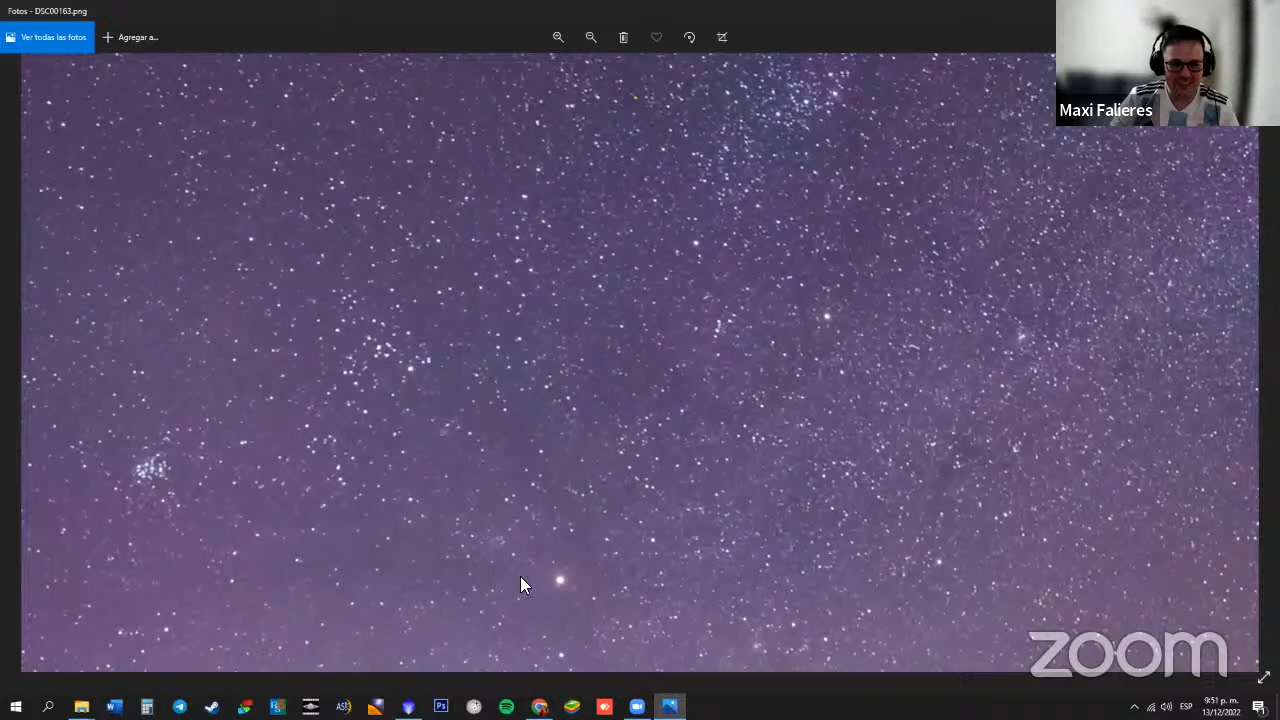 Fotos - DSC00163.png
Ver todas las fotos
Agregar a...
Maxi Falieres
zoom
ESP
9:51 p. m.
13/12/2022